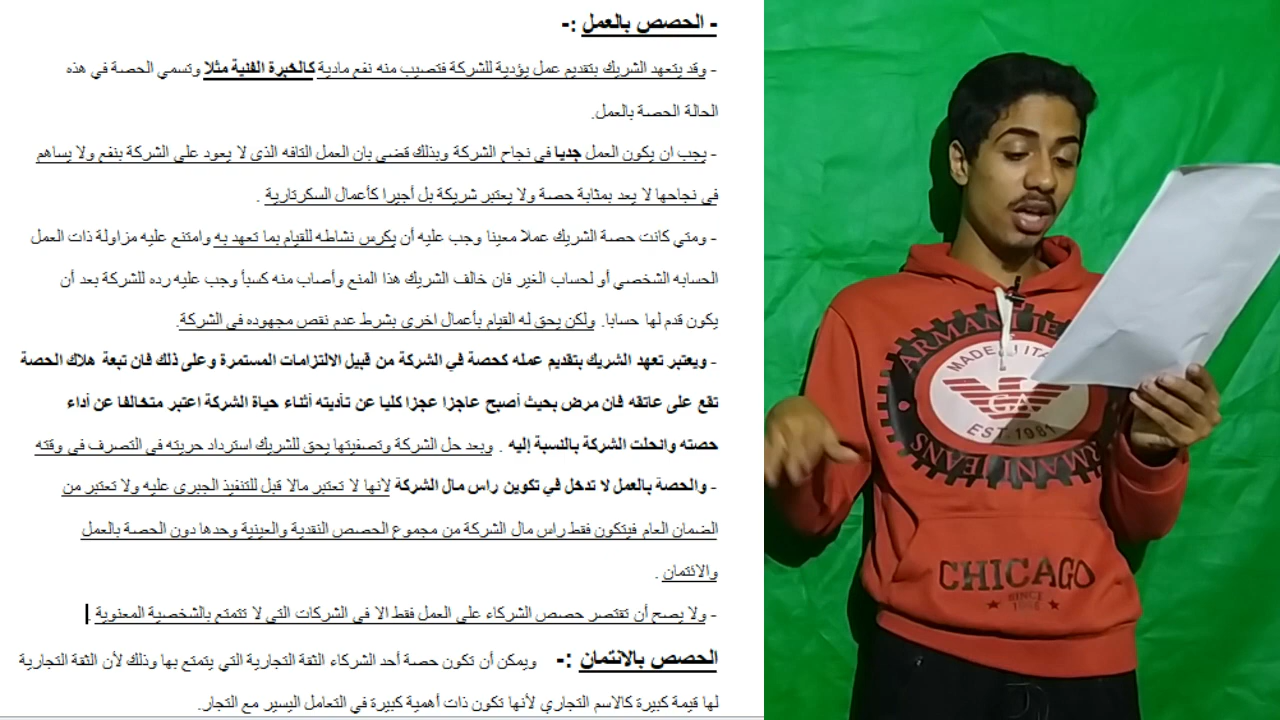 - الحصص بالعمل :-
- وقد يتعهد الشريك بتقديم عمل يؤدية للشركة فتصيب منه نفع مادية كالخبرة الفنية مثلا وتسمي الحصة في هذه
الحالة الحصة بالعمل.
- يجب ان يكون العمل جديا في نجاح الشركة وبذلك قضي بان العمل التافه الذي لا يعود علي الشركة بنفع ولا يساهم
في نجاحها لا يعد بمثابة حصة ولا يعتبر شريكة بل أجيرا كأعمال السكرتارية .
- ومتي كانت حصة الشريك عملا معينا وجب عليه أن يكرس نشاطه للقيام بما تعهد به وامتنع عليه مزاولة ذات العمل
الحسابه الشخصي أو لحساب الغير فان خالف الشريك هذا المنع وأصاب منه كسباً وجب عليه رده للشركة بعد أن
يكون قدم لها حسابا. ولكن يحق له القيام بأعمال اخرى بشرط عدم نقص مجهوده في الشركة.
- ويعتبر تعهد الشريك بتقديم عمله كحصة في الشركة من قبيل الالتزامات المستمرة وعلى ذلك فان تبعة هلاك الحصة
تقع على عاتقه فان مرض بحيث أصبح عاجزا عجزا كليا عن تأديته أثناء حياة الشركة اعتبر متخالفا عن أداء
حصته وانحلت الشركة بالنسبة إليه . وبعد حل الشركة وتصفيتها يحق للشريك استرداد حريته في التصرف في وقته
- والحصة بالعمل لا تدخل في تكوين راس مال الشركة لانها لا تعتبر مالا قبل للتنفيذ الجبري عليه ولا تعتبر من
الضمان العام فيتكون فقط راس مال الشركة من مجموع الحصص النقدية والعينية وحدها دون الحصة بالعمل
والائتمان .
- ولا يصح أن تقتصر حصص الشركاء على العمل فقط الا في الشركات التي لا تتمتع بالشخصية المعنوية .
الحصص بالائتمان :- ويمكن أن تكون حصة أحد الشركاء الثقة التجارية التي يتمتع بها وذلك لأن الثقة التجارية
لها قيمة كبيرة كالاسم التجاري لأنها تكون ذات أهمية كبيرة في التعامل اليسير مع التجار.
ARMANI JE
MADE IN ITA
GA
EST. 1981
ARMANI JEANS
CHICAGO
SINCE